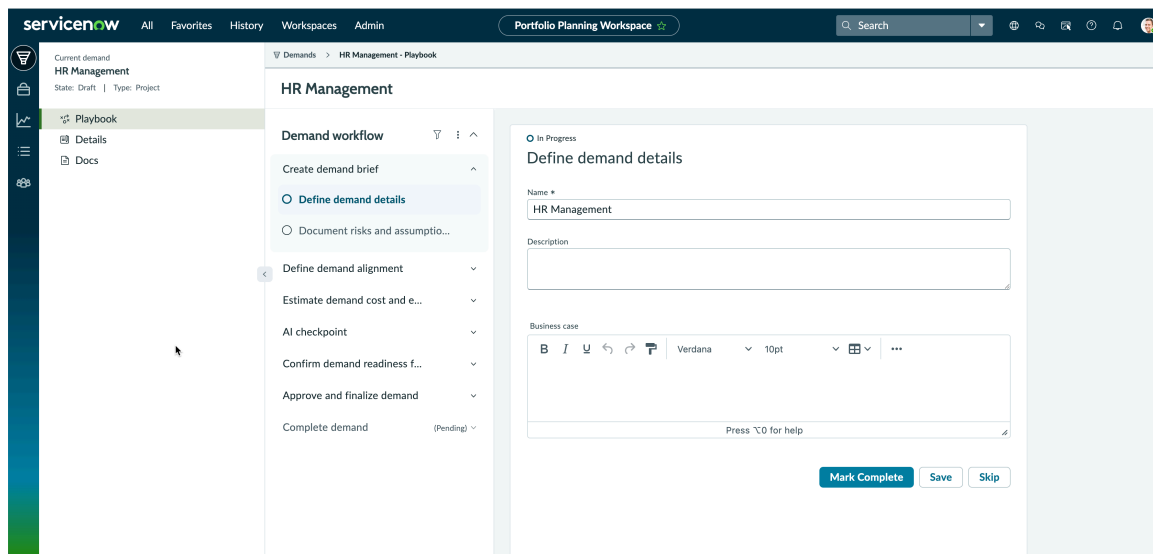 servicenow All Favorites History Workspaces Admin Portfolio Planning Workspace Search
Current demand
HR Management
State: Draft | Type: Project
Playbook
Details
Docs
Demands > HR Management - Playbook
HR Management
Demand workflow
Create demand brief
Define demand details
Document risks and assumptio...
Define demand alignment
Estimate demand cost and e...
AI checkpoint
Confirm demand readiness f...
Approve and finalize demand
Complete demand (Pending)
In Progress
Define demand details
Name *
HR Management
Description
Business case
B I U Verdana 10pt
Press ⌥0 for help
Mark Complete Save Skip